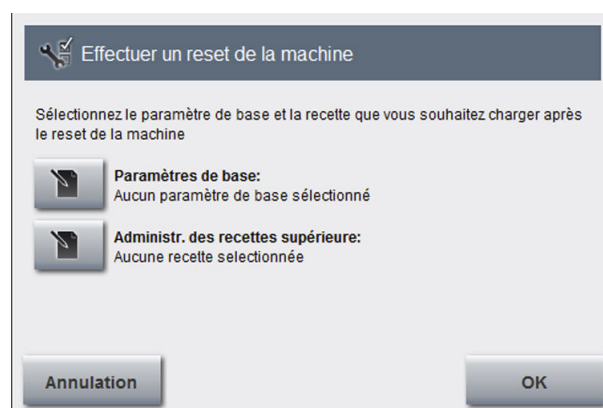 Effectuer un reset de la machine
Sélectionnez le paramètre de base et la recette que vous souhaitez charger après
le reset de la machine
Paramètres de base:
Aucun paramètre de base sélectionné
Administr. des recettes supérieure:
Aucune recette selectionnée
Annulation
OK